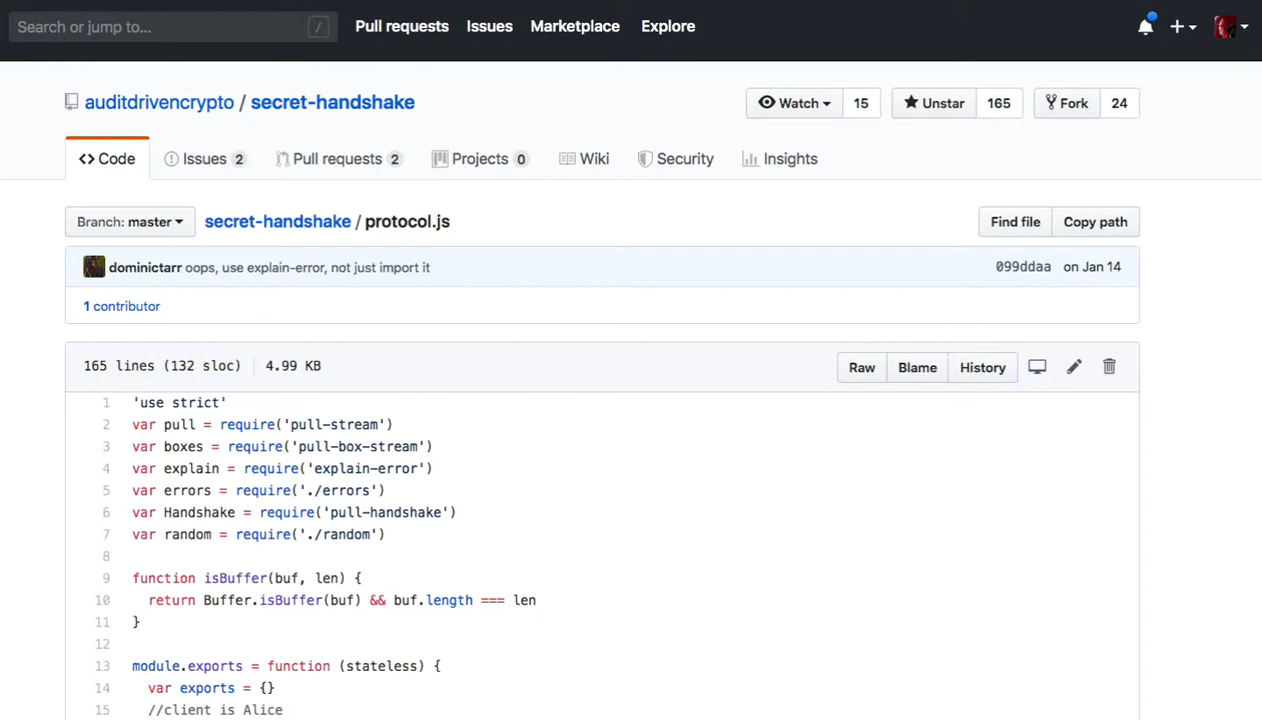 Search or jump to... /
Pull requests Issues Marketplace Explore
auditdrivencrypto / secret-handshake
Watch 15 Unstar 165 Fork 24
Code Issues 2 Pull requests 2 Projects 0 Wiki Security Insights
Branch: master secret-handshake / protocol.js Find file Copy path
dominictarr oops, use explain-error, not just import it 099ddaa on Jan 14
1 contributor
165 lines (132 sloc) 4.99 KB Raw Blame History
1 'use strict'
2 var pull = require('pull-stream')
3 var boxes = require('pull-box-stream')
4 var explain = require('explain-error')
5 var errors = require('./errors')
6 var Handshake = require('pull-handshake')
7 var random = require('./random')
8
9 function isBuffer(buf, len) {
10 return Buffer.isBuffer(buf) && buf.length === len
11 }
12
13 module.exports = function (stateless) {
14 var exports = {}
15 //client is Alice